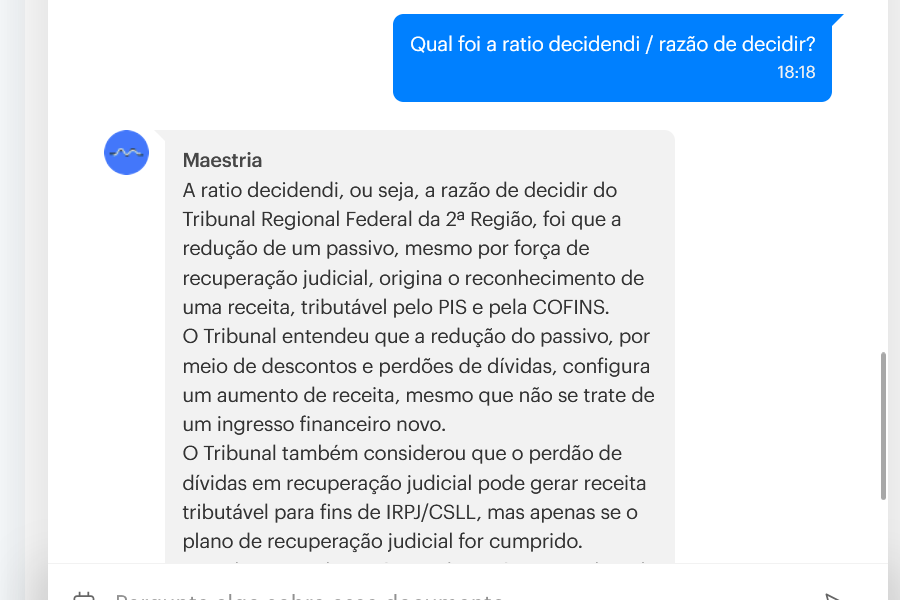 Qual foi a ratio decidendi / razão de decidir?
18:18
Maestria
A ratio decidendi, ou seja, a razão de decidir do
Tribunal Regional Federal da 2ª Região, foi que a
redução de um passivo, mesmo por força de
recuperação judicial, origina o reconhecimento de
uma receita, tributável pelo PIS e pela COFINS.
O Tribunal entendeu que a redução do passivo, por
meio de descontos e perdões de dívidas, configura
um aumento de receita, mesmo que não se trate de
um ingresso financeiro novo.
O Tribunal também considerou que o perdão de
dívidas em recuperação judicial pode gerar receita
tributável para fins de IRPJ/CSLL, mas apenas se o
plano de recuperação judicial for cumprido.
Pergunte algo sobre esse documento